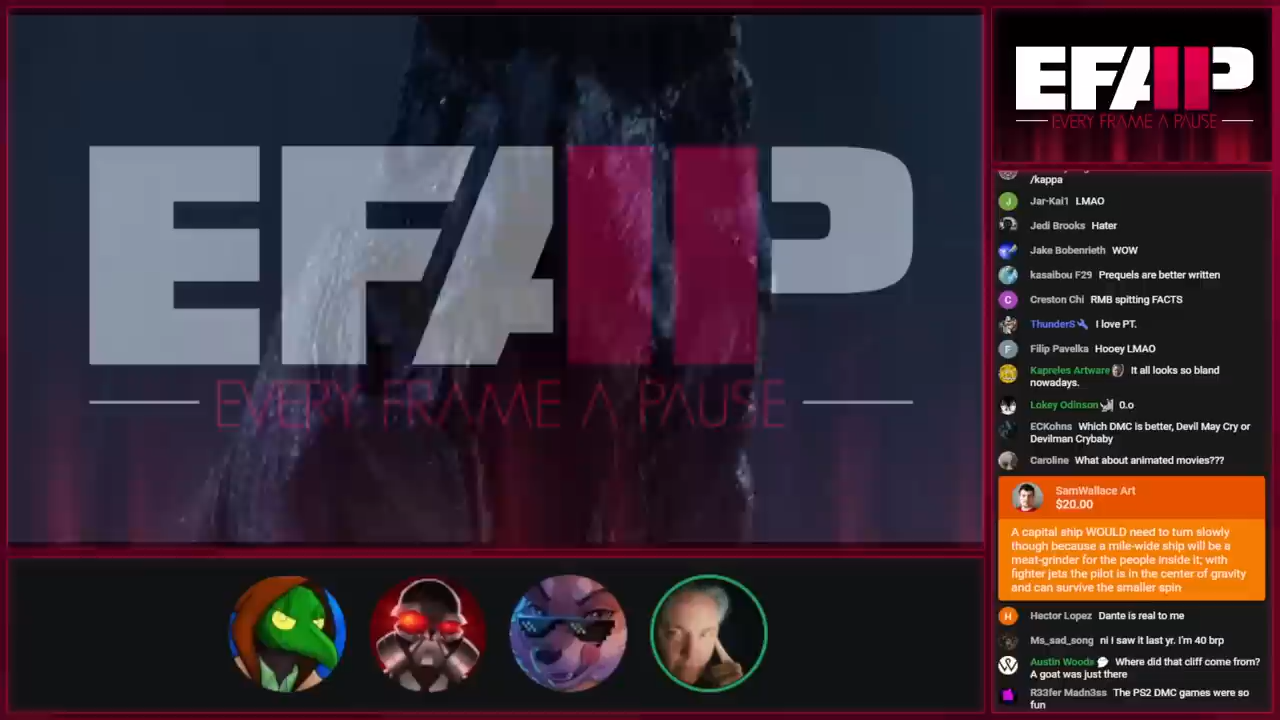 EFAP
EVERY FRAME A PAUSE
EFAP
EVERY FRAME A PAUSE
/kappa
Jar-Kai1 LMAO
Jedi Brooks Hater
Jake Bobenrieth WOW
kasaibou F29 Prequels are better written
C
Creston Chi RMB spitting FACTS
ThunderS I love PT.
F
Filip Pavelka Hooey LMAO
Kapreles Artware It all looks so bland
nowadays.
Lokey Odinson 0.o
ECKohns Which DMC is better, Devil May Cry or
Devilman Crybaby
Caroline What about animated movies???
SamWallace Art
$20.00
A capital ship WOULD need to turn slowly
though because a mile-wide ship will be a
meat-grinder for the people inside it; with
fighter jets the pilot is in the center of gravity
and can survive the smaller spin
H
Hector Lopez Dante is real to me
Ms_sad_song ni I saw it last yr. I'm 40 brp
Austin Woods Where did that cliff come from?
A goat was just there
R33fer Madn3ss The PS2 DMC games were so
fun